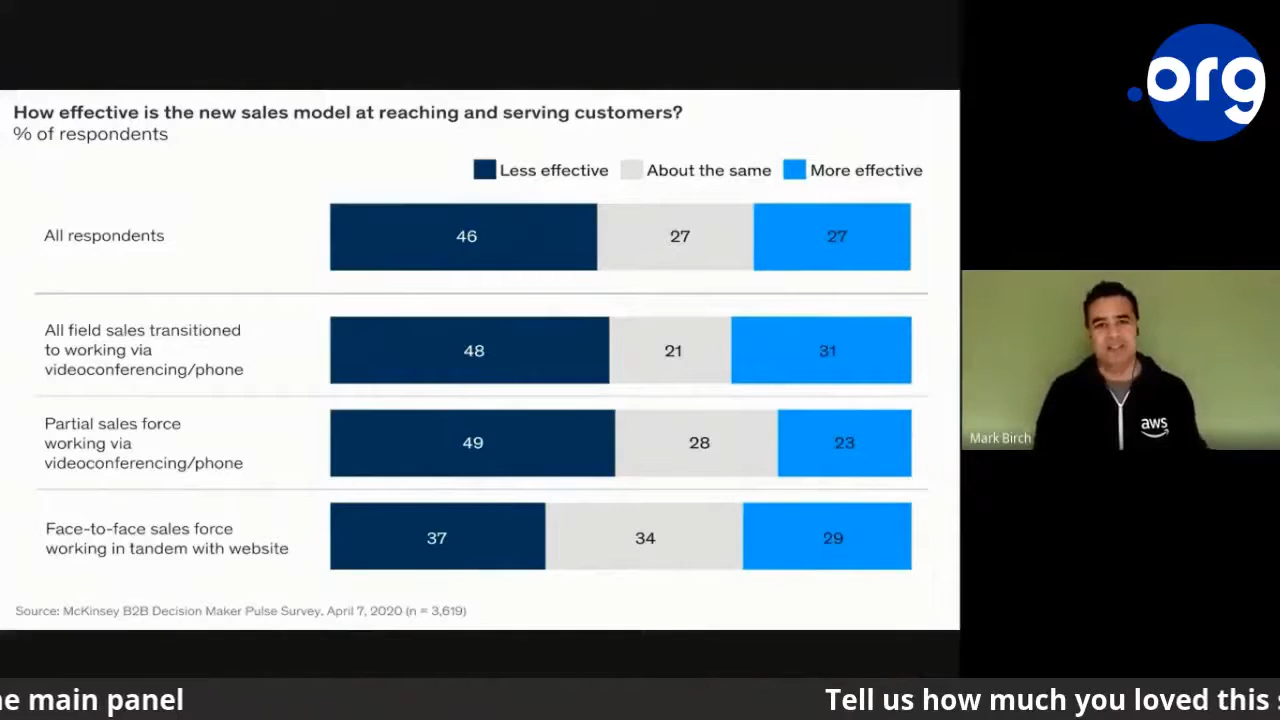 .org
How effective is the new sales model at reaching and serving customers?
% of respondents
Less effective About the same More effective
All respondents
46 27 27
All field sales transitioned
to working via
videoconferencing/phone
48 21 31
Partial sales force
working via
videoconferencing/phone
49 28 23
Face-to-face sales force
working in tandem with website
37 34 29
Source: McKinsey B2B Decision Maker Pulse Survey, April 7, 2020 (n = 3,619)
aws
Mark Birch
he main panel
Tell us how much you loved this s